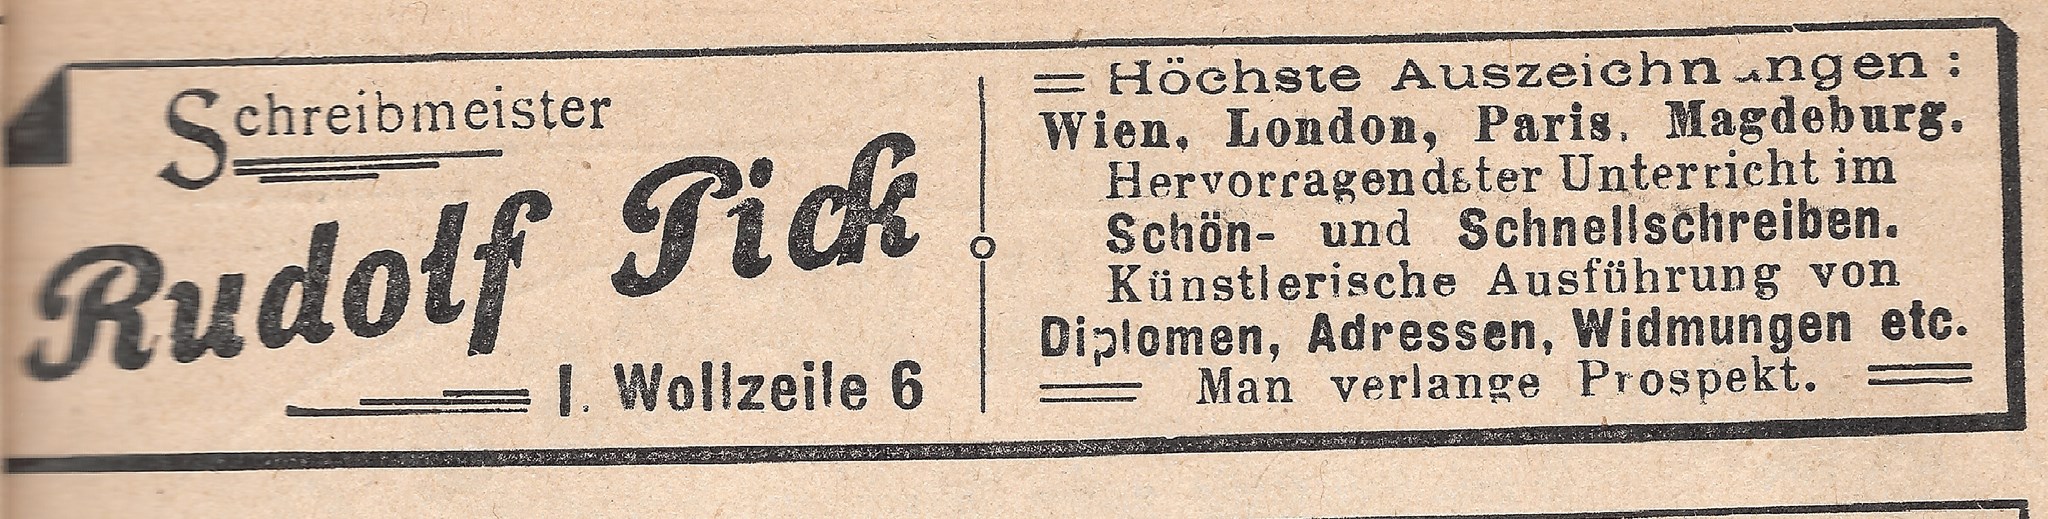 Schreibmeister
Rudolf Pick
I. Wollzeile 6
Höchste Auszeichnungen:
Wien, London, Paris, Magdeburg.
Hervorragendster Unterricht im
Schön- und Schnellschreiben.
Künstlerische Ausführung von
Diplomen, Adressen, Widmungen etc.
Man verlange Prospekt.